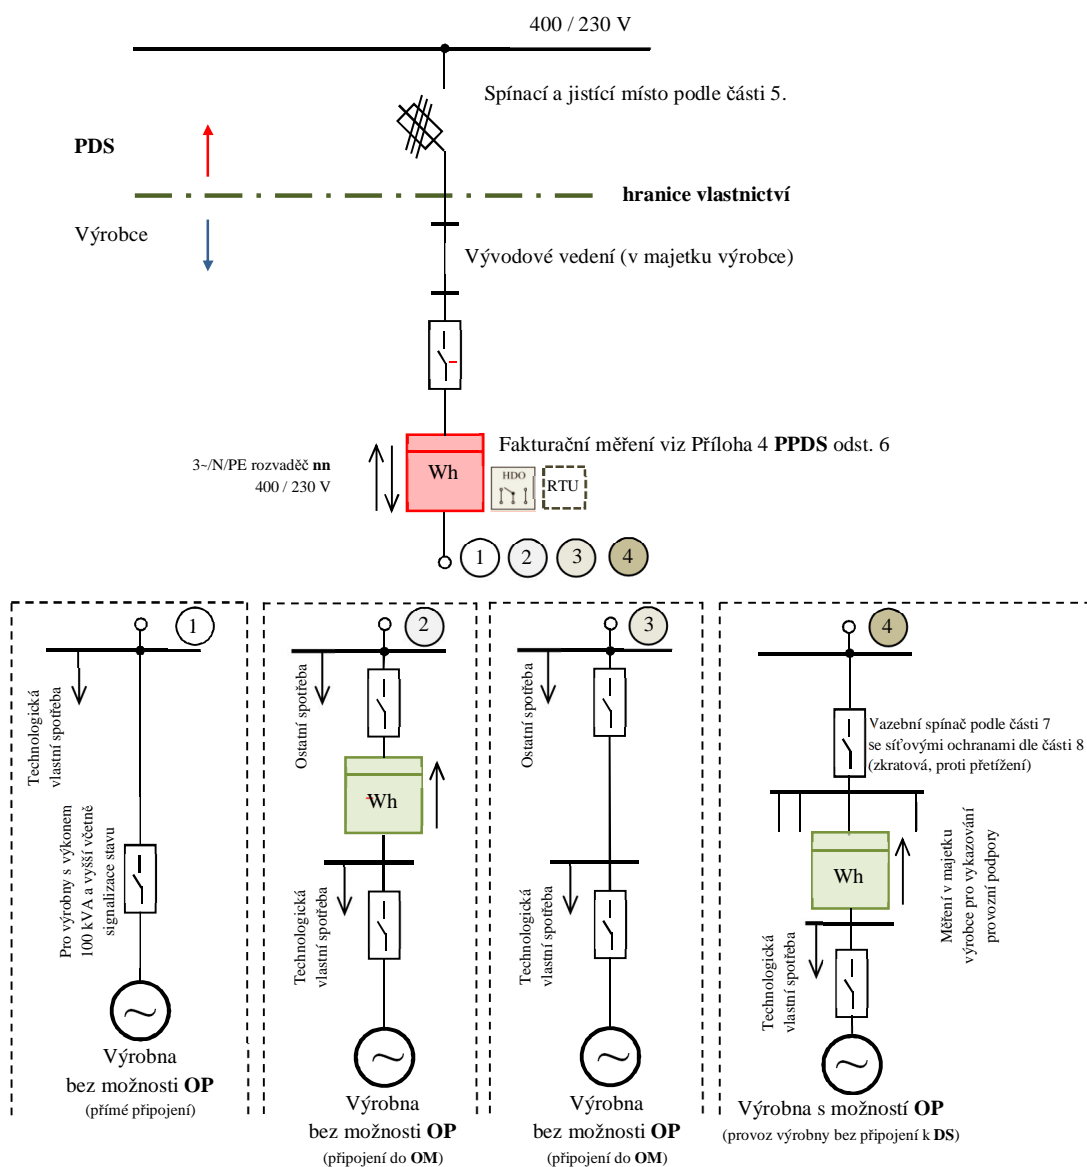 400 / 230 V
Spínací a jistící místo podle části 5.
PDS
hranice vlastnictví
Výrobce
Vývodové vedení (v majetku výrobce)
Fakturační měření viz Příloha 4 PPDS odst. 6
3~/N/PE rozvaděč nn
400 / 230 V
Wh
HDO
RTU
1
2
3
4
1
Technologická
vlastní spotřeba
Pro výrobny s výkonem
100 kVA a vyšší včetně
signalizace stavu
Výrobna
bez možnosti OP
(přímé připojení)
2
Ostatní spotřeba
Wh
Technologická
vlastní spotřeba
Výrobna
bez možnosti OP
(připojení do OM)
3
Ostatní spotřeba
Technologická
vlastní spotřeba
Výrobna
bez možnosti OP
(připojení do OM)
4
Vazební spínač podle části 7
se síťovými ochranami dle části 8
(zkratová, proti přetížení)
Wh
Měření v majetku
výrobce pro vykazování
provozní podpory
Technologická
vlastní spotřeba
Výrobna s možností OP
(provoz výrobny bez připojení k DS)